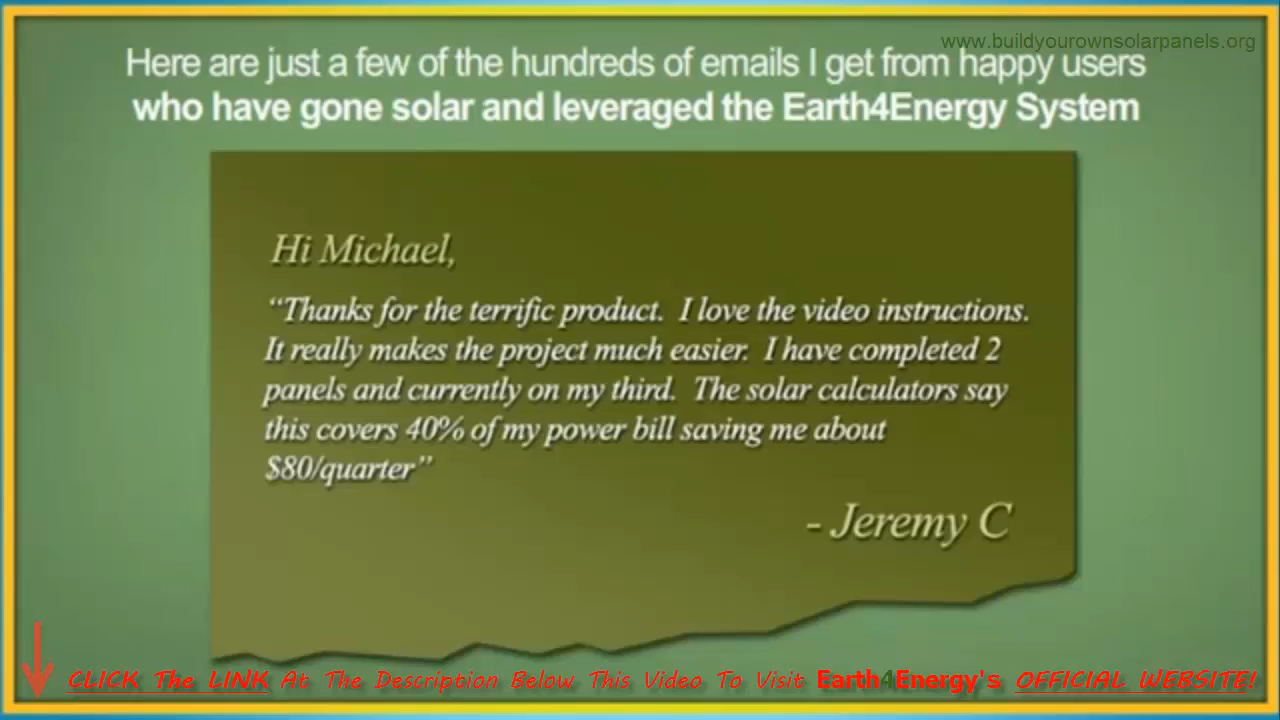 www.buildyourownsolarpanels.org
Here are just a few of the hundreds of emails I get from happy users
who have gone solar and leveraged the Earth4Energy System
Hi Michael,
“Thanks for the terrific product. I love the video instructions.
It really makes the project much easier. I have completed 2
panels and currently on my third. The solar calculators say
this covers 40% of my power bill saving me about
$80/quarter”
- Jeremy C
CLICK The LINK At The Description Below This Video To Visit Earth4Energy's OFFICIAL WEBSITE!